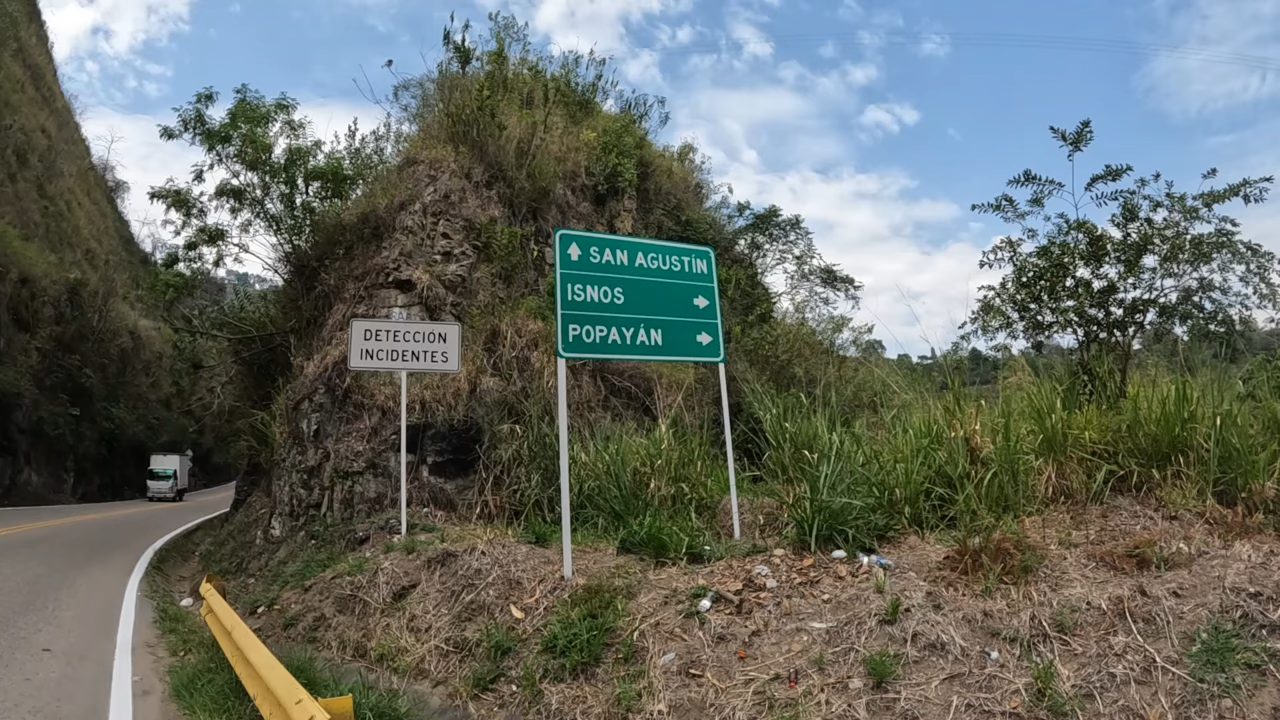 DETECCIÓN
INCIDENTES
SAN AGUSTÍN
ISNOS
POPAYÁN